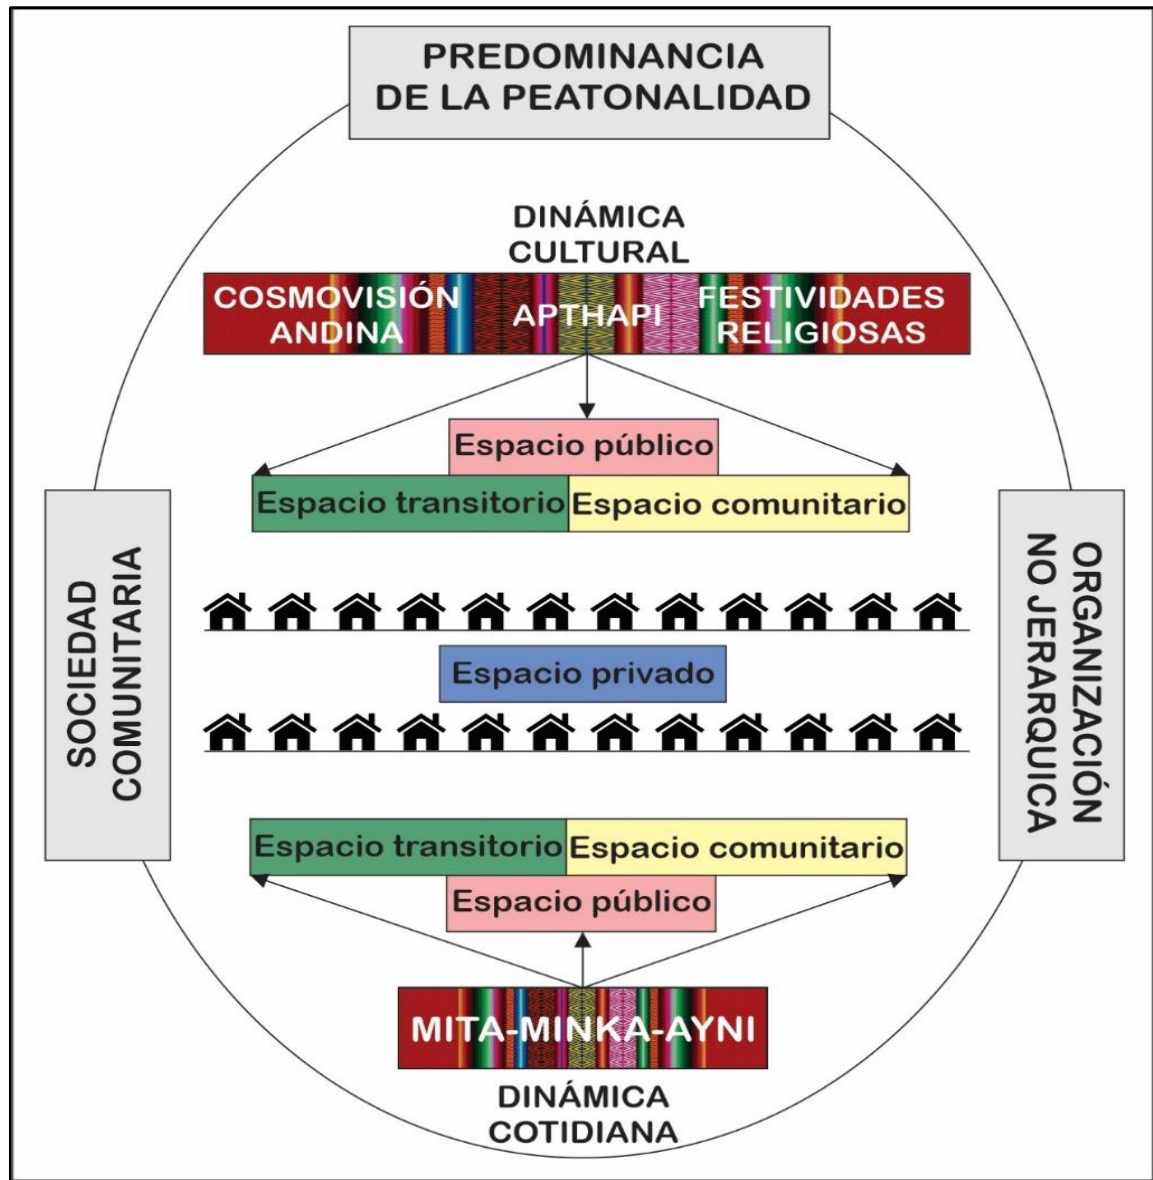 PREDOMINANCIA
DE LA PEATONALIDAD
DINÁMICA
CULTURAL
COSMOVISIÓN
ANDINA
APTHAPI
FESTIVIDADES
RELIGIOSAS
Espacio público
Espacio transitorio
Espacio comunitario
SOCIEDAD
COMUNITARIA
Espacio privado
ORGANIZACIÓN
NO JERARQUICA
Espacio transitorio
Espacio comunitario
Espacio público
MITA-MINKA-AYNI
DINÁMICA
COTIDIANA